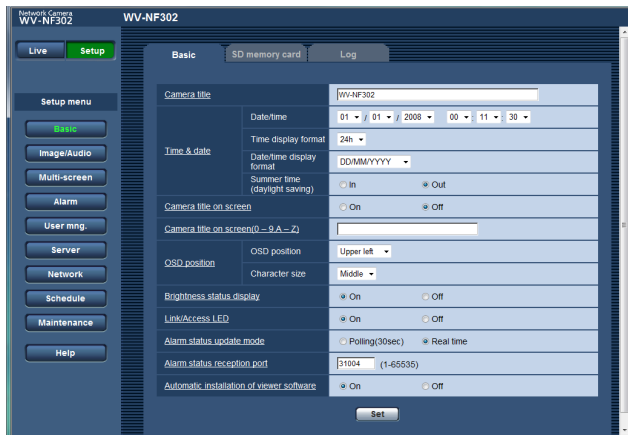 Network Camera
WV-NF302
WV-NF302
Live Setup
Basic SD memory card Log
Setup menu
Basic
Image/Audio
Multi-screen
Alarm
User mng.
Server
Network
Schedule
Maintenance
Help
Camera title WV-NF302
Time & date
Date/time 01 / 01 / 2008 00 : 11 : 30
Time display format 24h
Date/time display
format DD/MM/YYYY
Summer time
(daylight saving) In Out
Camera title on screen On Off
Camera title on screen(0 – 9,A – Z)
OSD position
OSD position Upper left
Character size Middle
Brightness status display On Off
Link/Access LED On Off
Alarm status update mode Polling(30sec) Real time
Alarm status reception port 31004 (1-65535)
Automatic installation of viewer software On Off
Set